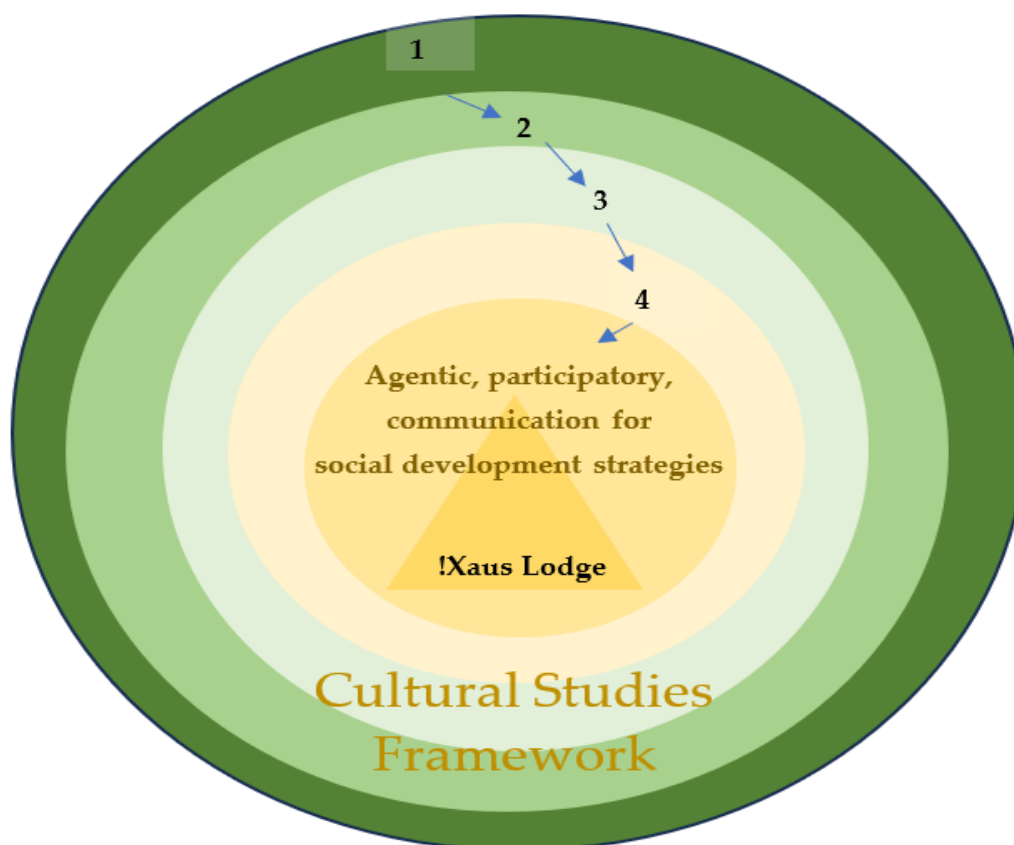 1
2
3
4
Agentic, participatory,
communication for
social development strategies
!Xaus Lodge
Cultural Studies
Framework